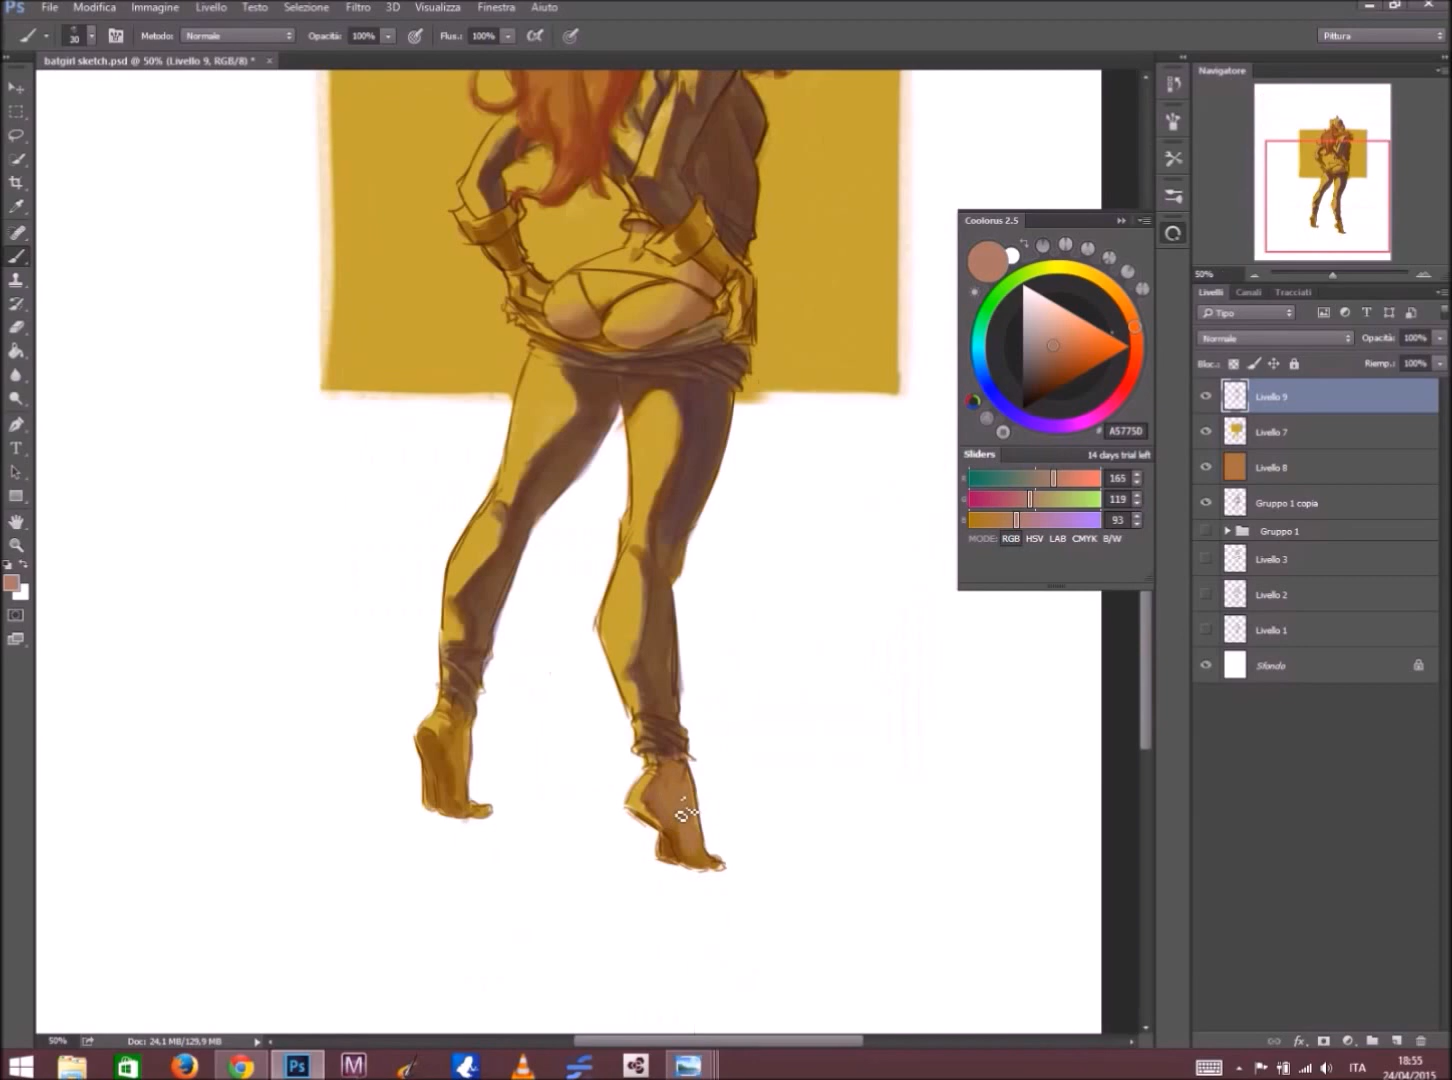 Ps File Modifica Immagine Livello Testo Selezione Filtro 3D Visualizza Finestra Aiuto
30 Metodo: Normale Opacità: 100% Flus.: 100% Pittura
batgirl sketch.psd @ 50% (Livello 9, RGB/8) * ×
Navigatore
50%
Coolorus 2.5
# A5775D
Sliders 14 days trial left
R 165
G 119
B 93
MODE: RGB HSV LAB CMYK B/W
Livelli Canali Tracciati
Tipo
Normale Opacità: 100%
Bloc.: Riemp.: 100%
Livello 9
Livello 7
Livello 8
Gruppo 1 copia
Gruppo 1
Livello 3
Livello 2
Livello 1
Sfondo
fx
50% Doc: 24,1 MB/129,9 MB
Ps M ITA 18:55
24/04/2015